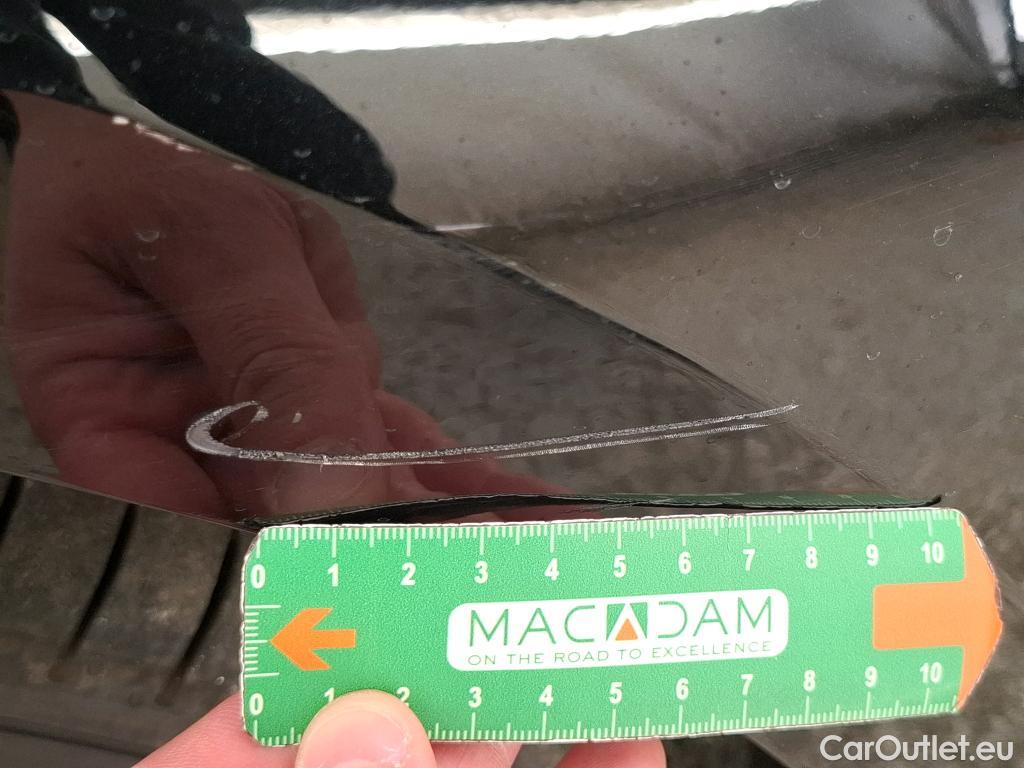 0 1 2 3 4 5 6 7 8 9 10
MACADAM
ON THE ROAD TO EXCELLENCE
0 1 2 3 4 5 6 7 8 9 10
CarOutlet.eu